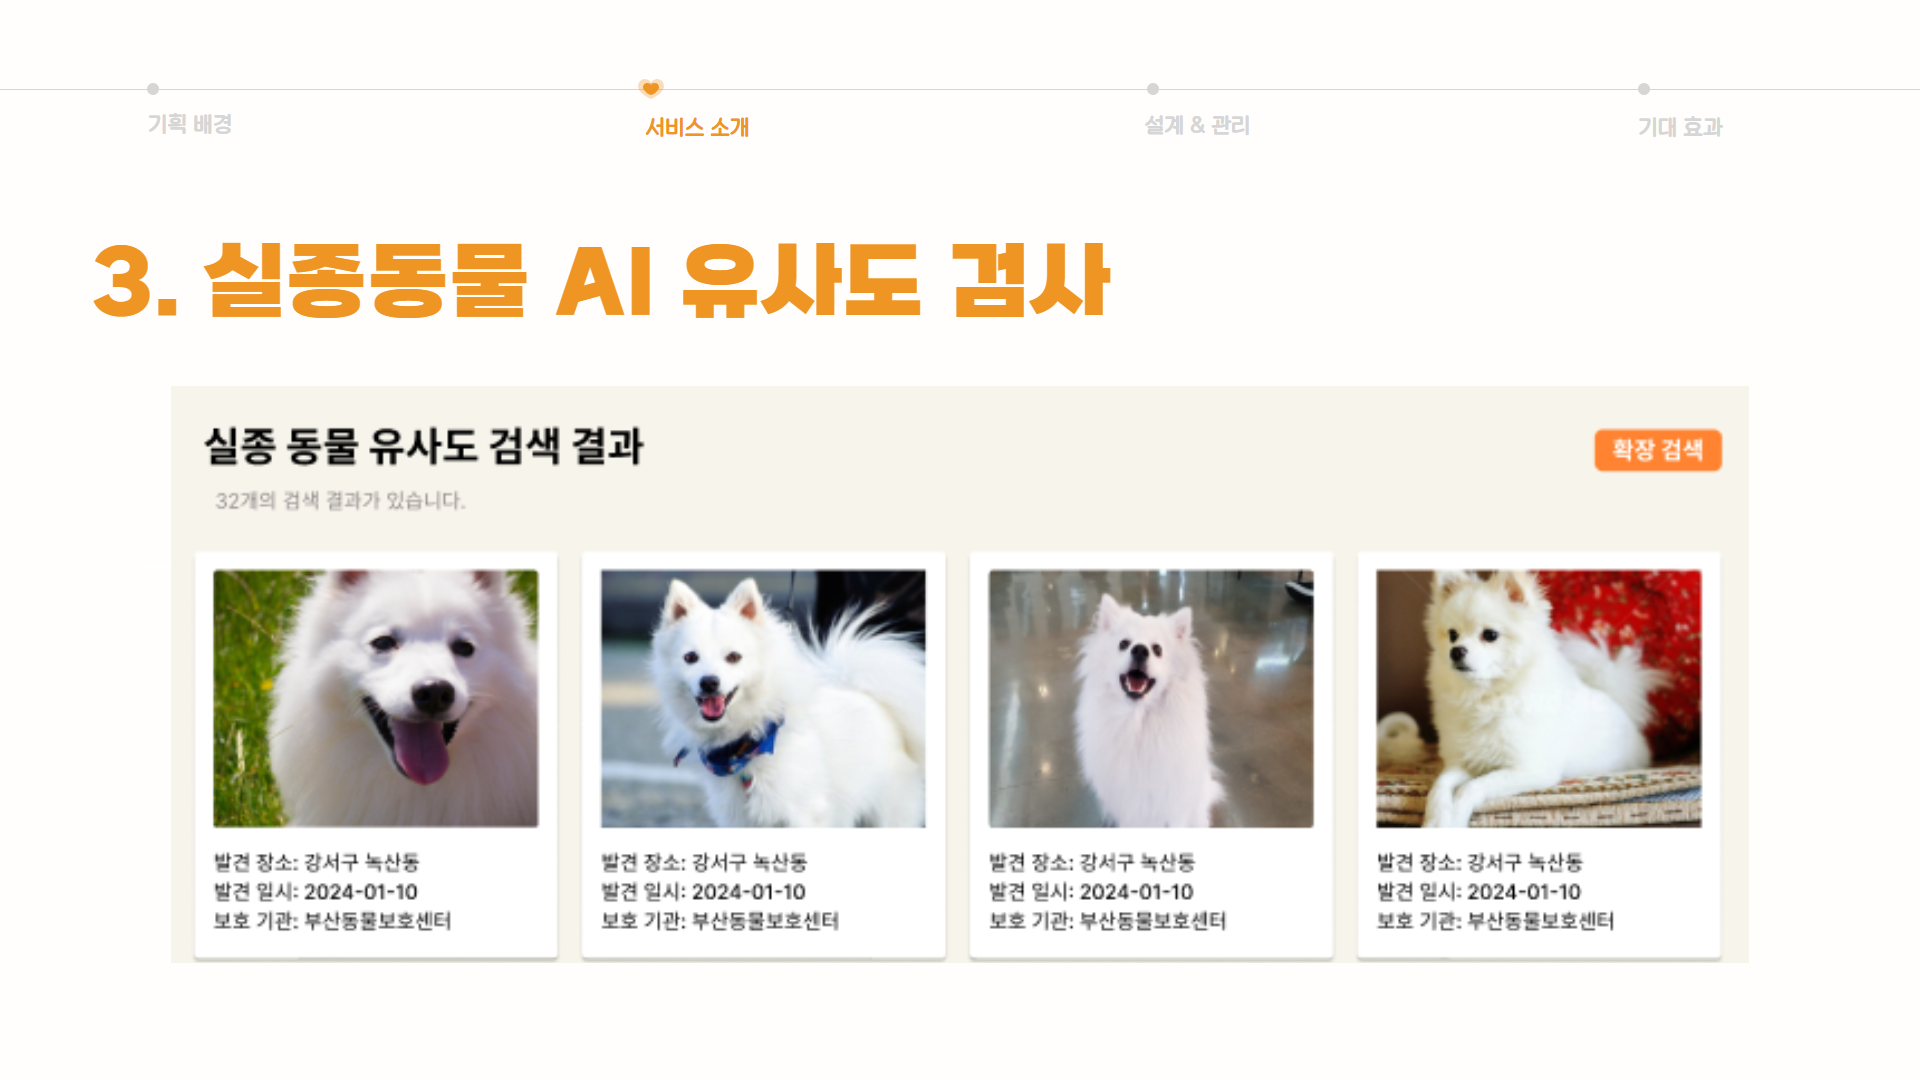 기획 배경
서비스 소개
설계 & 관리
기대 효과
3. 실종동물 AI 유사도 검사
실종 동물 유사도 검색 결과
확장 검색
32개의 검색 결과가 있습니다.
발견 장소: 강서구 녹산동
발견 일시: 2024-01-10
보호 기관: 부산동물보호센터
발견 장소: 강서구 녹산동
발견 일시: 2024-01-10
보호 기관: 부산동물보호센터
발견 장소: 강서구 녹산동
발견 일시: 2024-01-10
보호 기관: 부산동물보호센터
발견 장소: 강서구 녹산동
발견 일시: 2024-01-10
보호 기관: 부산동물보호센터